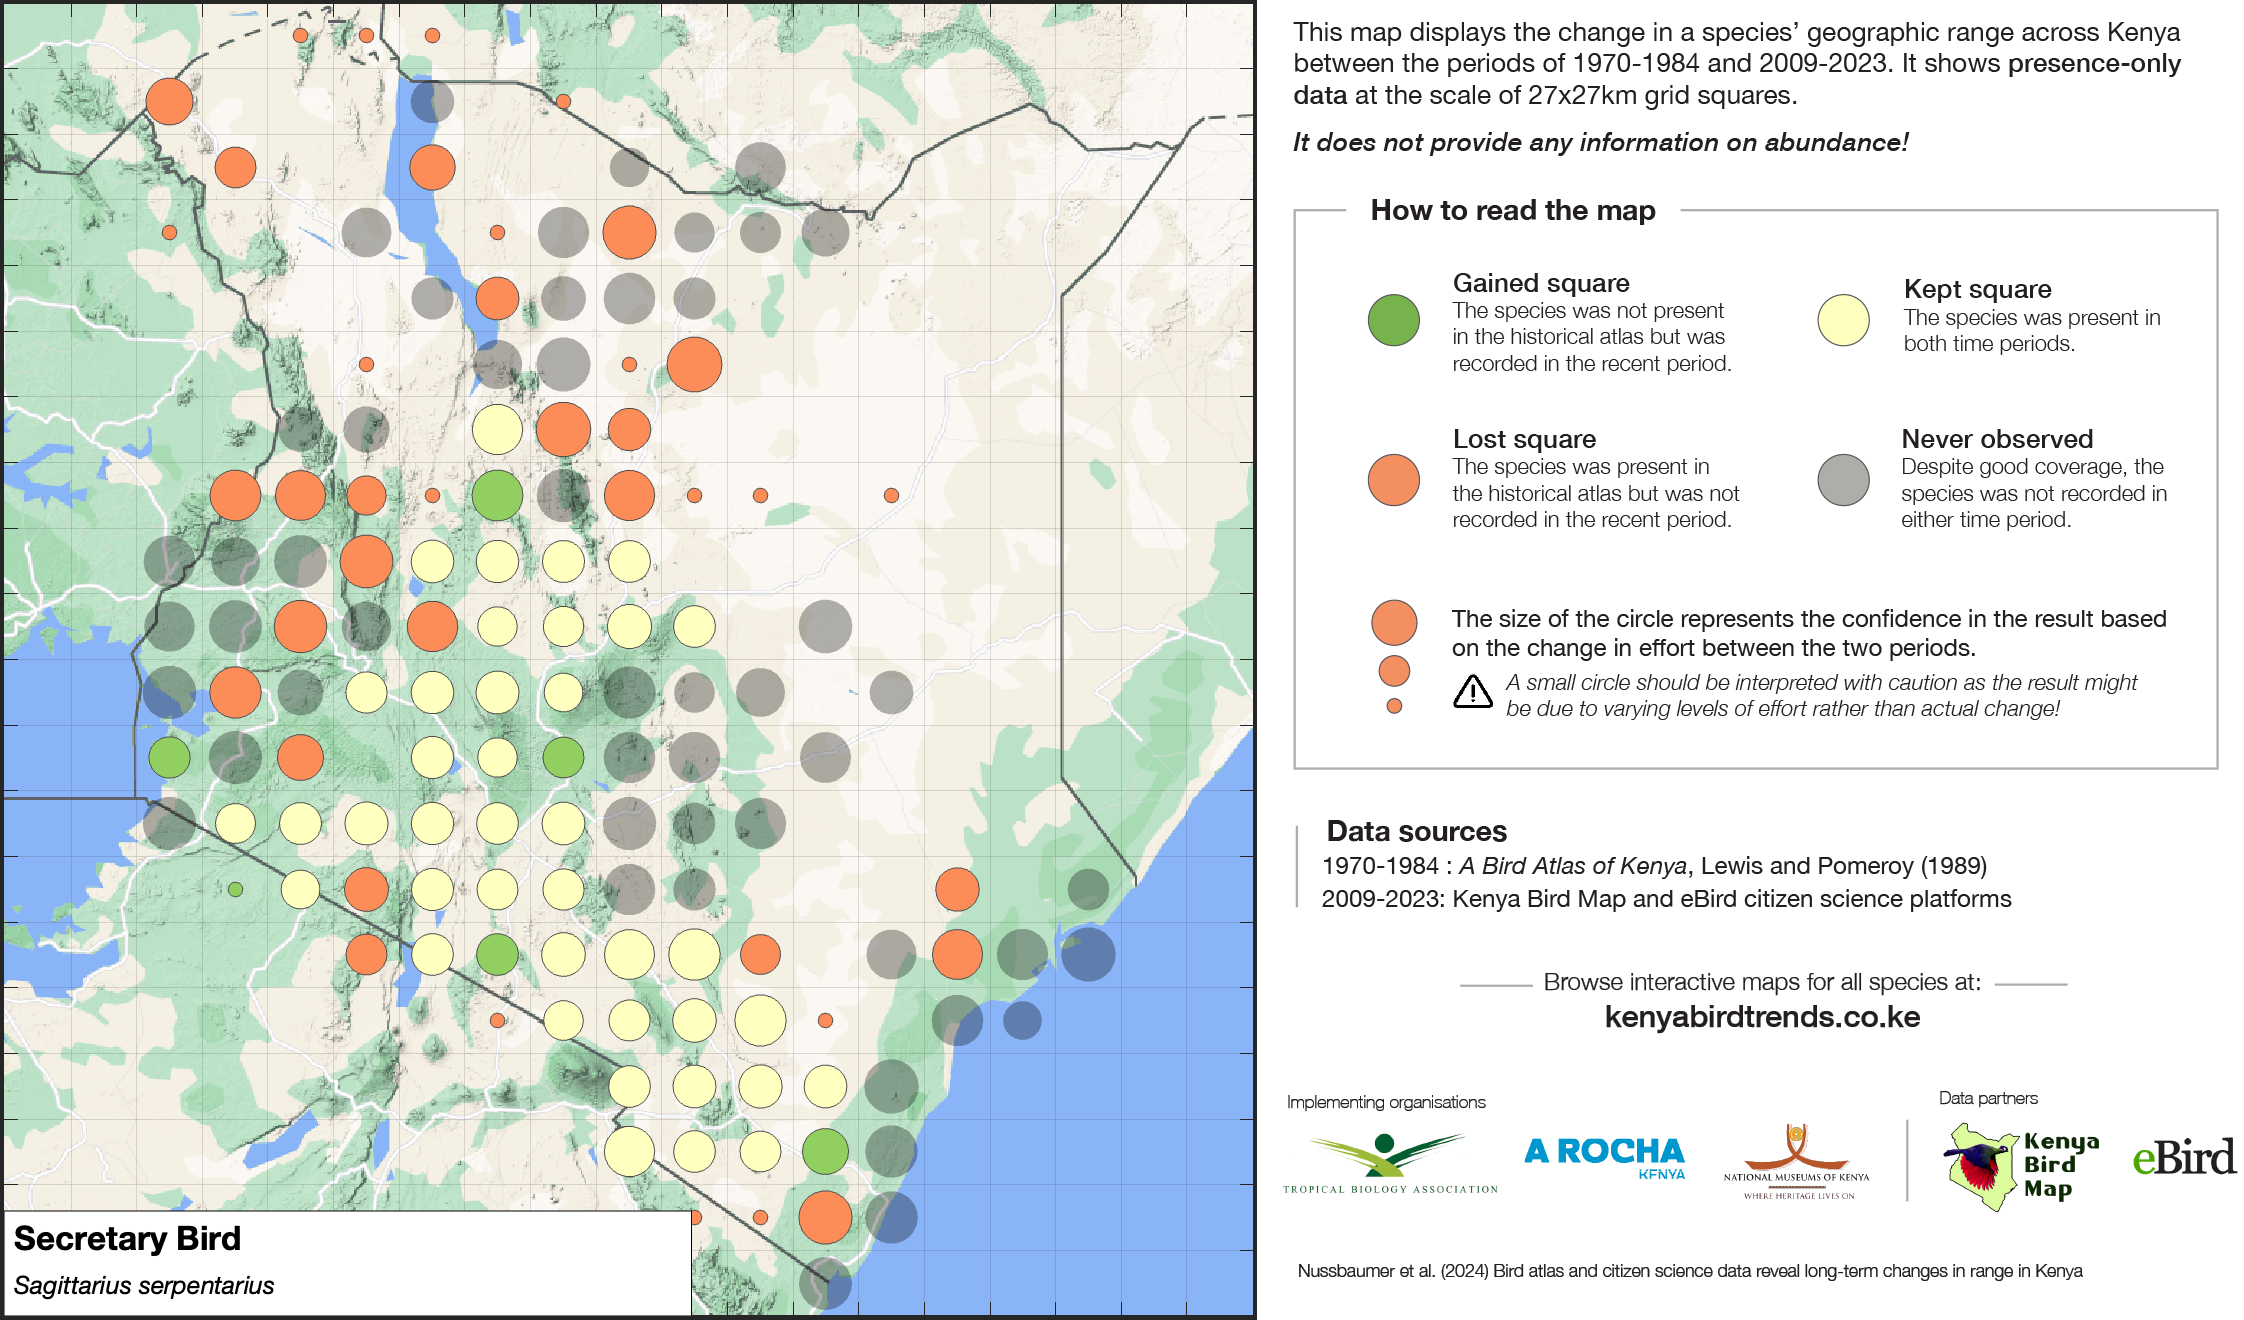 This map displays the change in a species’ geographic range across Kenya
between the periods of 1970-1984 and 2009-2023. It shows presence-only
data at the scale of 27x27km grid squares.
It does not provide any information on abundance!
How to read the map
Gained square
The species was not present
in the historical atlas but was
recorded in the recent period.
Kept square
The species was present in
both time periods.
Lost square
The species was present in
the historical atlas but was not
recorded in the recent period.
Never observed
Despite good coverage, the
species was not recorded in
either time period.
The size of the circle represents the confidence in the result based
on the change in effort between the two periods.
A small circle should be interpreted with caution as the result might
be due to varying levels of effort rather than actual change!
Data sources
1970-1984 : A Bird Atlas of Kenya, Lewis and Pomeroy (1989)
2009-2023: Kenya Bird Map and eBird citizen science platforms
Browse interactive maps for all species at:
kenyabirdtrends.co.ke
Implementing organisations
Data partners
TROPICAL BIOLOGY ASSOCIATION
A ROCHA
KENYA
NATIONAL MUSEUMS OF KENYA
WHERE HERITAGE LIVES ON
Kenya
Bird
Map
eBird
Secretary Bird
Sagittarius serpentarius
Nussbaumer et al. (2024) Bird atlas and citizen science data reveal long-term changes in range in Kenya